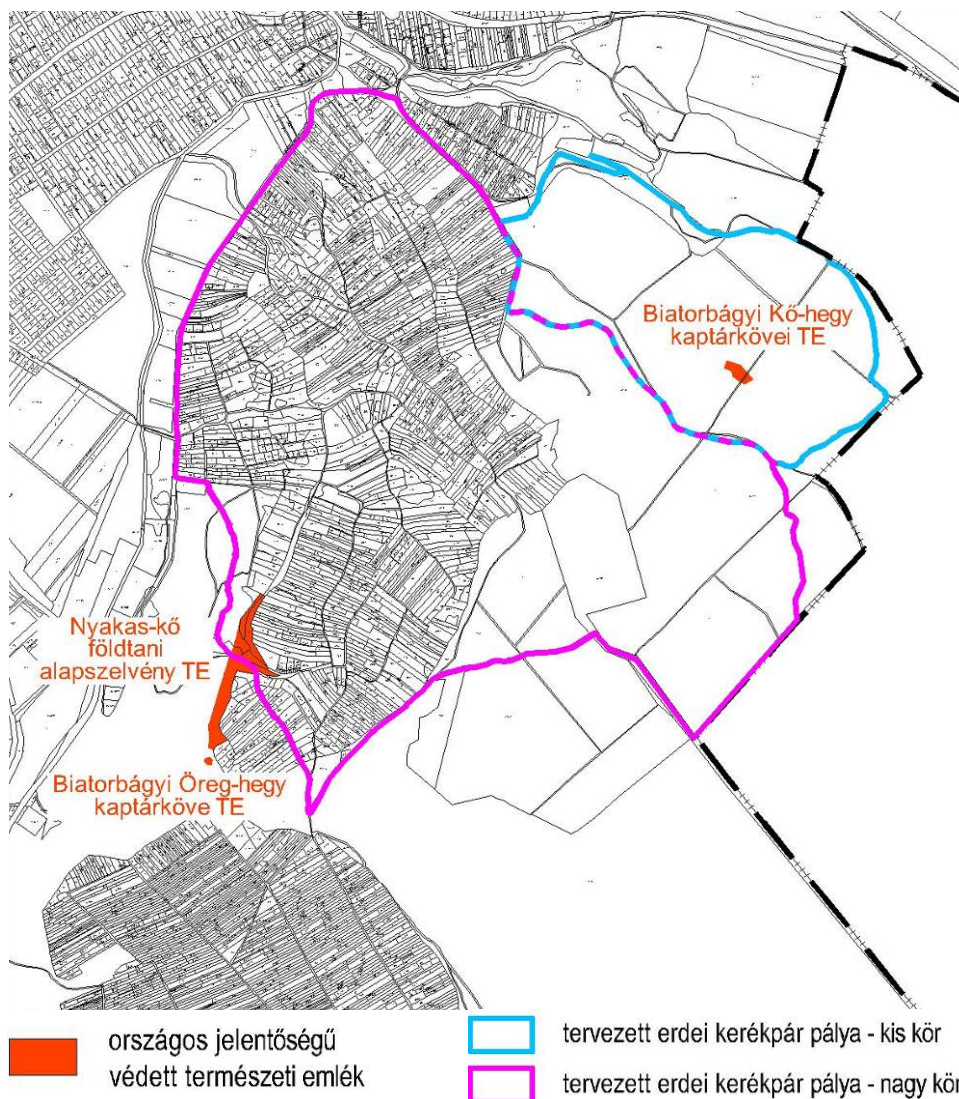 Biatorbágyi Kő-hegy
kaptárkövei TE
Nyakas-kő
földtani
alapszelvény TE
Biatorbágyi Öreg-hegy
kaptárköve TE
országos jelentőségű
védett természeti emlék
tervezett erdei kerékpár pálya - kis kör
tervezett erdei kerékpár pálya - nagy kör